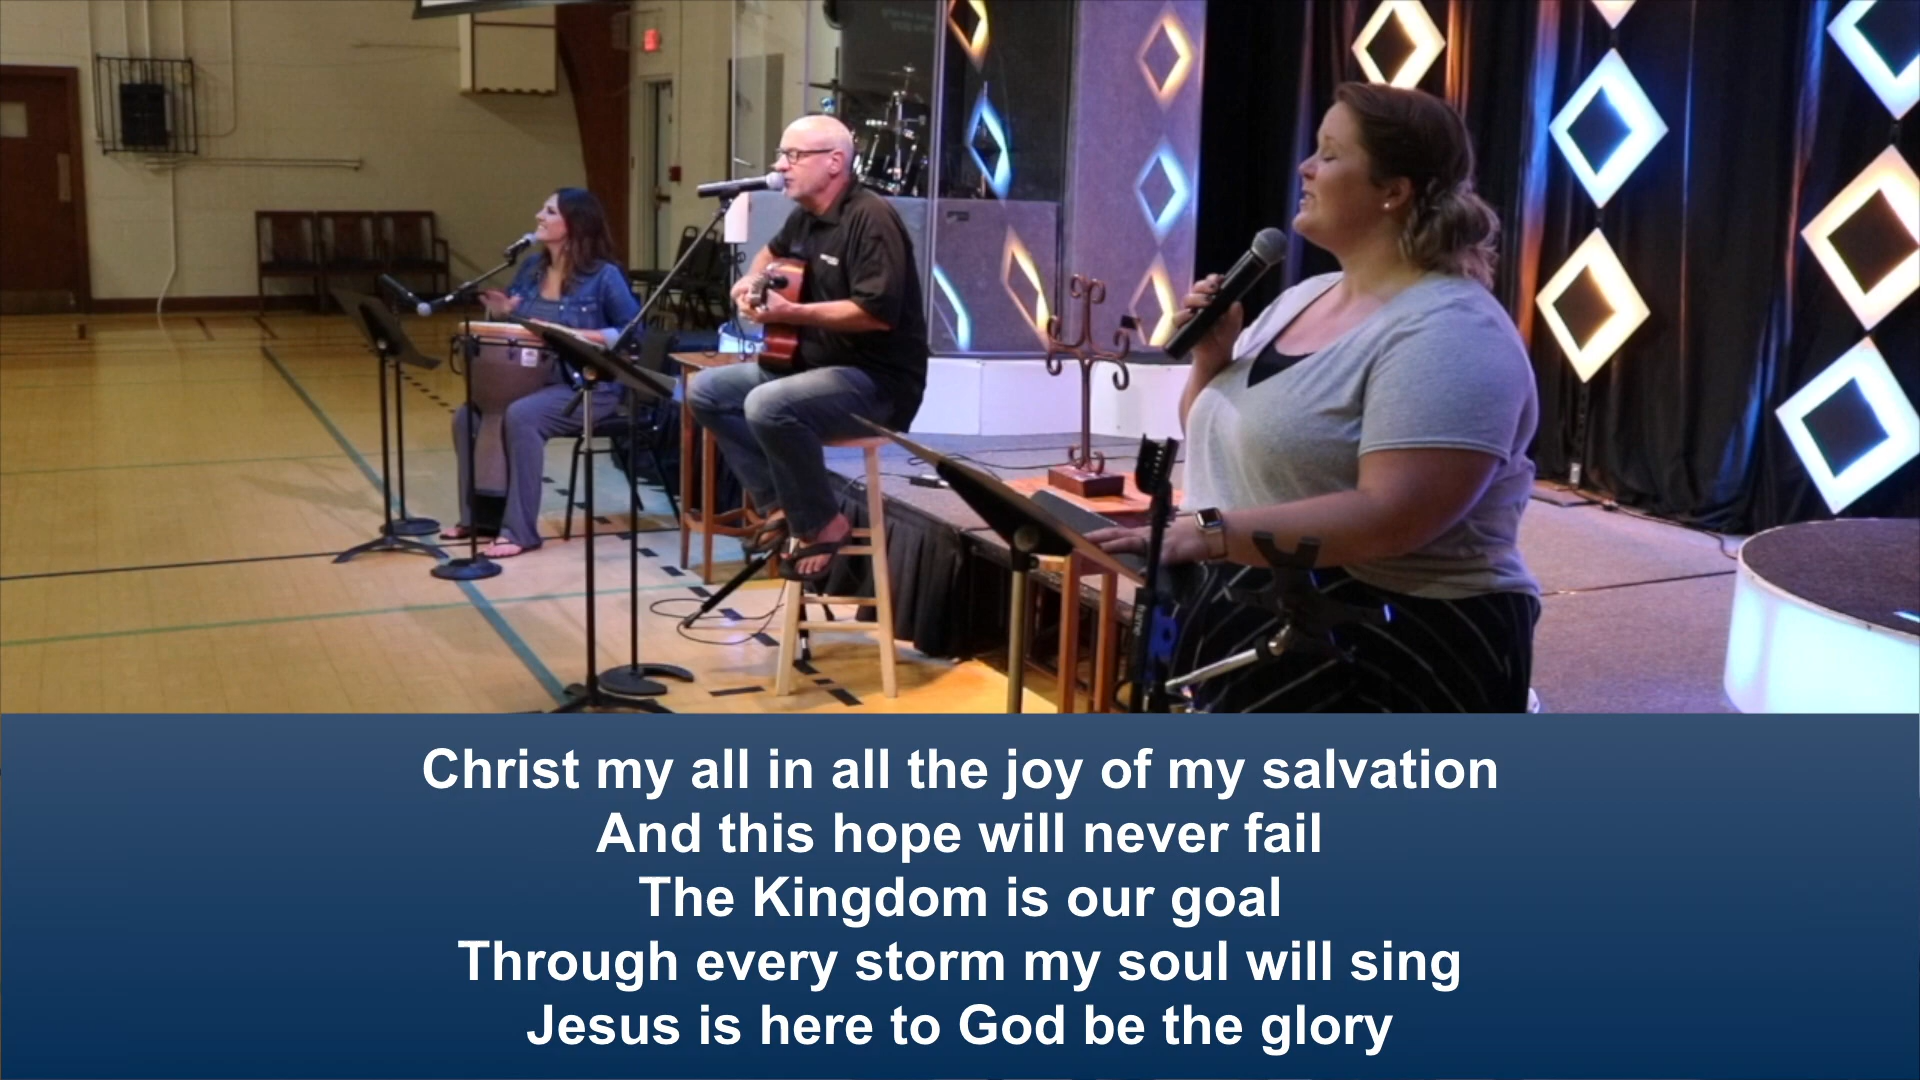 Christ my all in all the joy of my salvation
And this hope will never fail
The Kingdom is our goal
Through every storm my soul will sing
Jesus is here to God be the glory